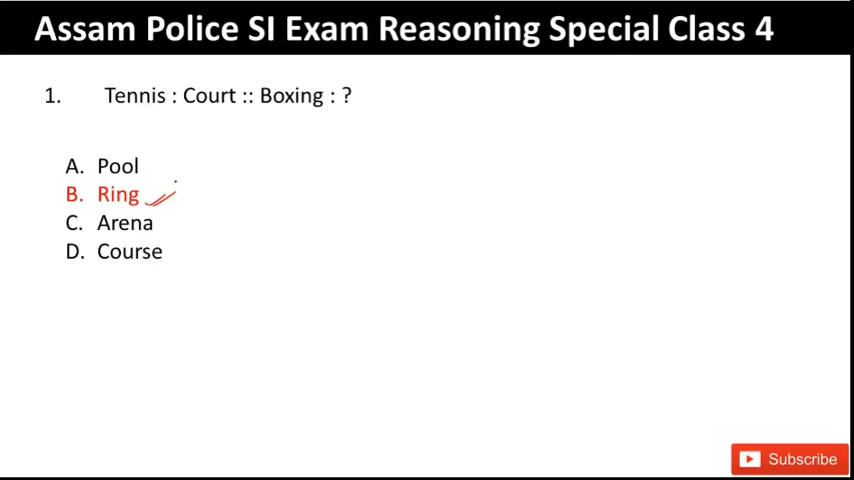 Assam Police SI Exam Reasoning Special Class 4
1. Tennis : Court :: Boxing : ?
A. Pool
B. Ring
C. Arena
D. Course
Subscribe